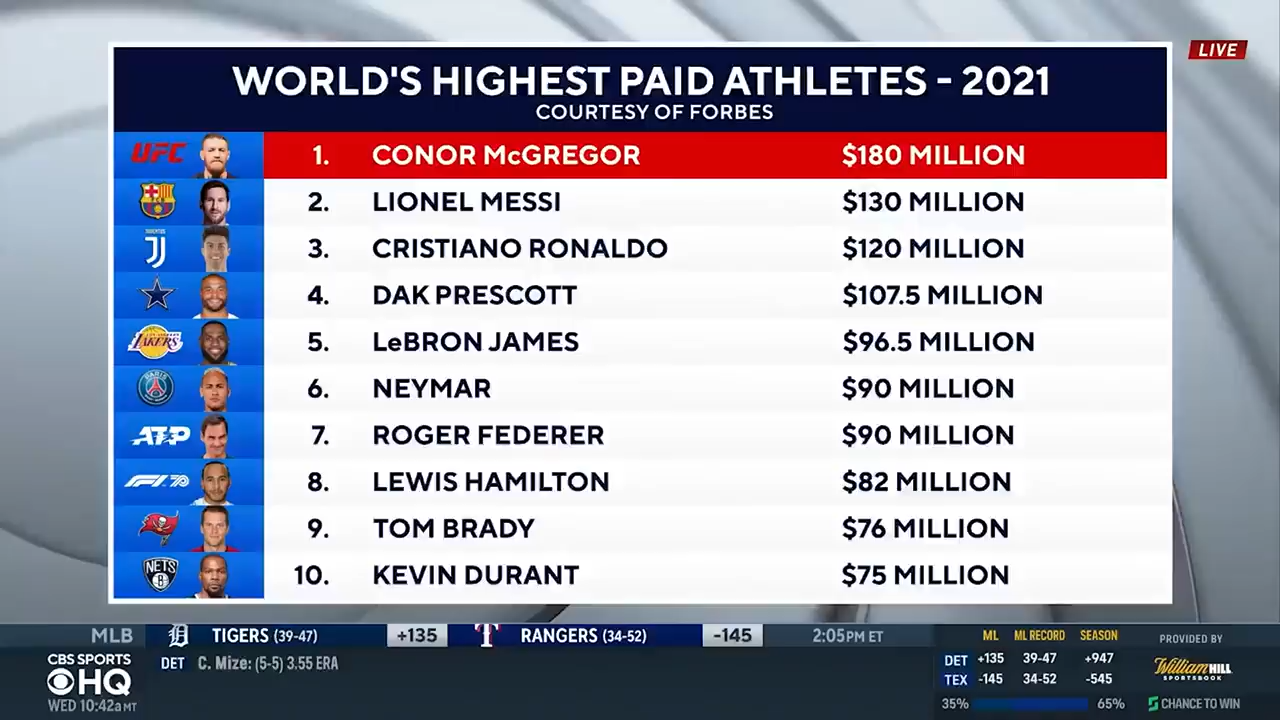 LIVE
WORLD'S HIGHEST PAID ATHLETES - 2021
COURTESY OF FORBES
UFC 1. CONOR McGREGOR $180 MILLION
2. LIONEL MESSI $130 MILLION
JUVENTUS 3. CRISTIANO RONALDO $120 MILLION
4. DAK PRESCOTT $107.5 MILLION
LAKERS 5. LeBRON JAMES $96.5 MILLION
PARIS 6. NEYMAR $90 MILLION
ATP 7. ROGER FEDERER $90 MILLION
F1 70 8. LEWIS HAMILTON $82 MILLION
9. TOM BRADY $76 MILLION
NETS B 10. KEVIN DURANT $75 MILLION
MLB D TIGERS (39-47) +135 T RANGERS (34-52) -145 2:05PM ET
CBS SPORTS HQ
WED 10:42AM MT
DET C. Mize: (5-5) 3.55 ERA
ML ML RECORD SEASON
DET +135 39-47 +947
TEX -145 34-52 -545
35% 65%
PROVIDED BY
William HILL
SPORTSBOOK
CHANCE TO WIN